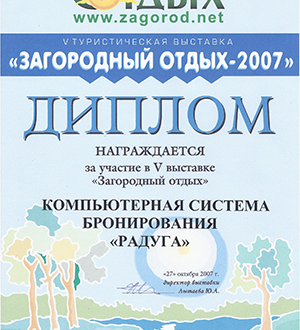 ОТДЫХ
www.zagorod.net
V ТУРИСТИЧЕСКАЯ ВЫСТАВКА
«ЗАГОРОДНЫЙ ОТДЫХ-2007»
ДИПЛОМ
НАГРАЖДАЕТСЯ
за участие в V выставке
«Загородный отдых»
КОМПЬЮТЕРНАЯ СИСТЕМА
БРОНИРОВАНИЯ
«РАДУГА»
«27» октября 2007 г.
директор выставки
Ю.А.